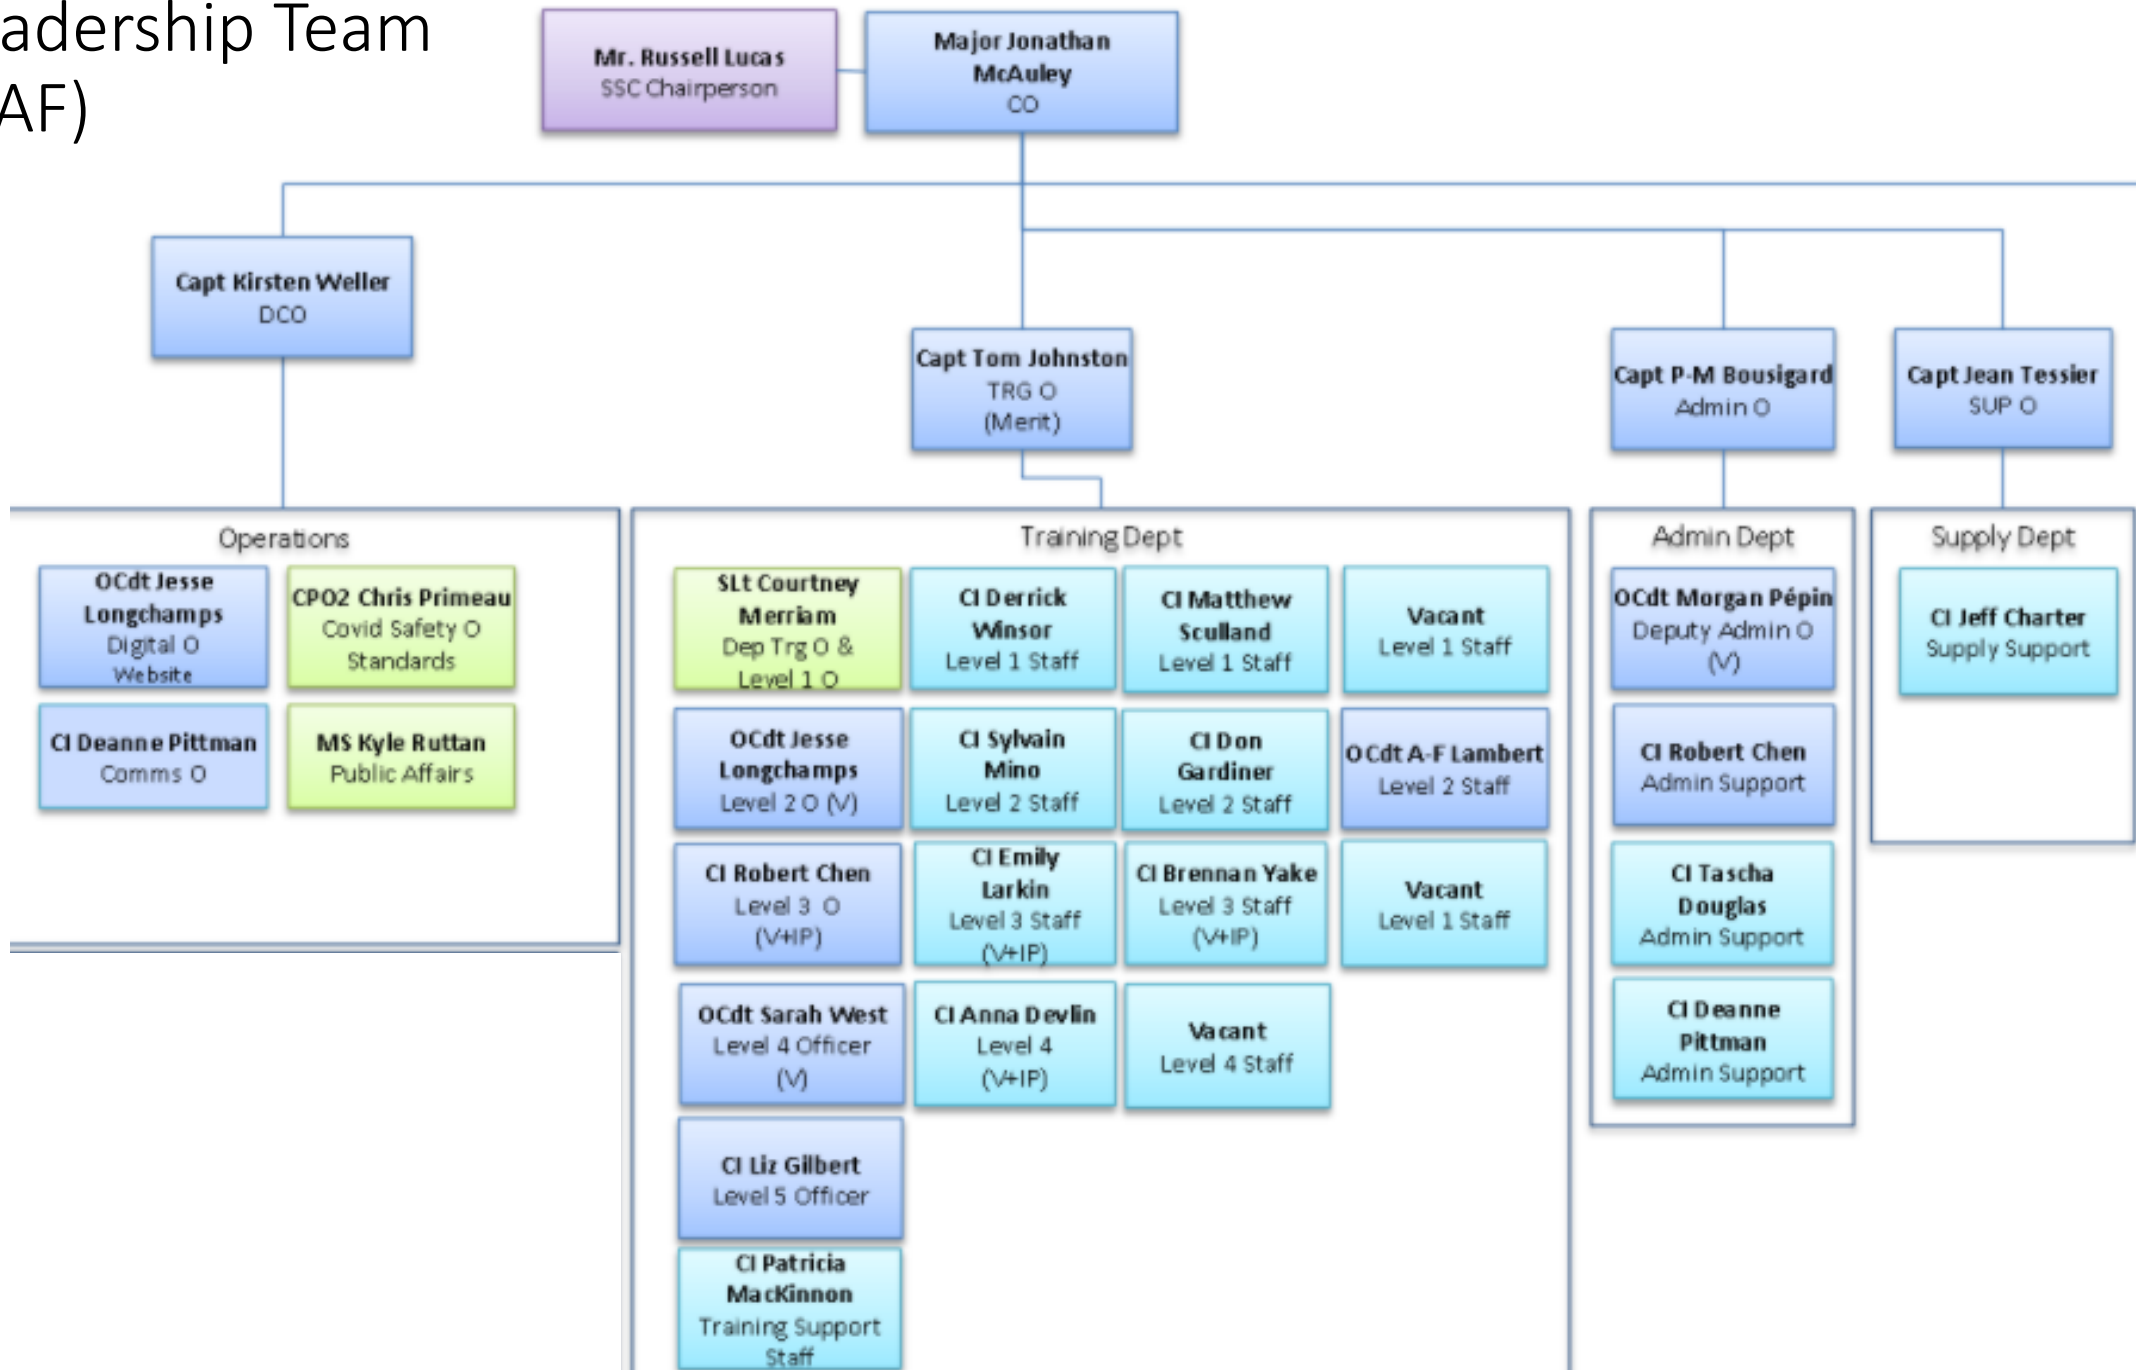 adership Team
AF)
Mr. Russell Lucas
SSC Chairperson
Major Jonathan
McAuley
CO
Capt Kirsten Weller
DCO
Capt Tom Johnston
TRG O
(Merit)
Capt P-M Bousigard
Admin O
Capt Jean Tessier
SUP O
Operations
OCdt Jesse
Longchamps
Digital O
Website
CPO2 Chris Primeau
Covid Safety O
Standards
CI Deanne Pittman
Comms O
MS Kyle Ruttan
Public Affairs
Training Dept
SLt Courtney
Merriam
Dep Trg O &
Level 1 O
CI Derrick
Winsor
Level 1 Staff
CI Matthew
Sculland
Level 1 Staff
Vacant
Level 1 Staff
OCdt Jesse
Longchamps
Level 2 O (V)
CI Sylvain
Mino
Level 2 Staff
CI Don
Gardiner
Level 2 Staff
OCdt A-F Lambert
Level 2 Staff
CI Robert Chen
Level 3 O
(V+IP)
CI Emily
Larkin
Level 3 Staff
(V+IP)
CI Brennan Yake
Level 3 Staff
(V+IP)
Vacant
Level 1 Staff
OCdt Sarah West
Level 4 Officer
(V)
CI Anna Devlin
Level 4
(V+IP)
Vacant
Level 4 Staff
CI Liz Gilbert
Level 5 Officer
CI Patricia
MacKinnon
Training Support
Staff
Admin Dept
OCdt Morgan Pépin
Deputy Admin O
(V)
CI Robert Chen
Admin Support
CI Tascha
Douglas
Admin Support
CI Deanne
Pittman
Admin Support
Supply Dept
CI Jeff Charter
Supply Support